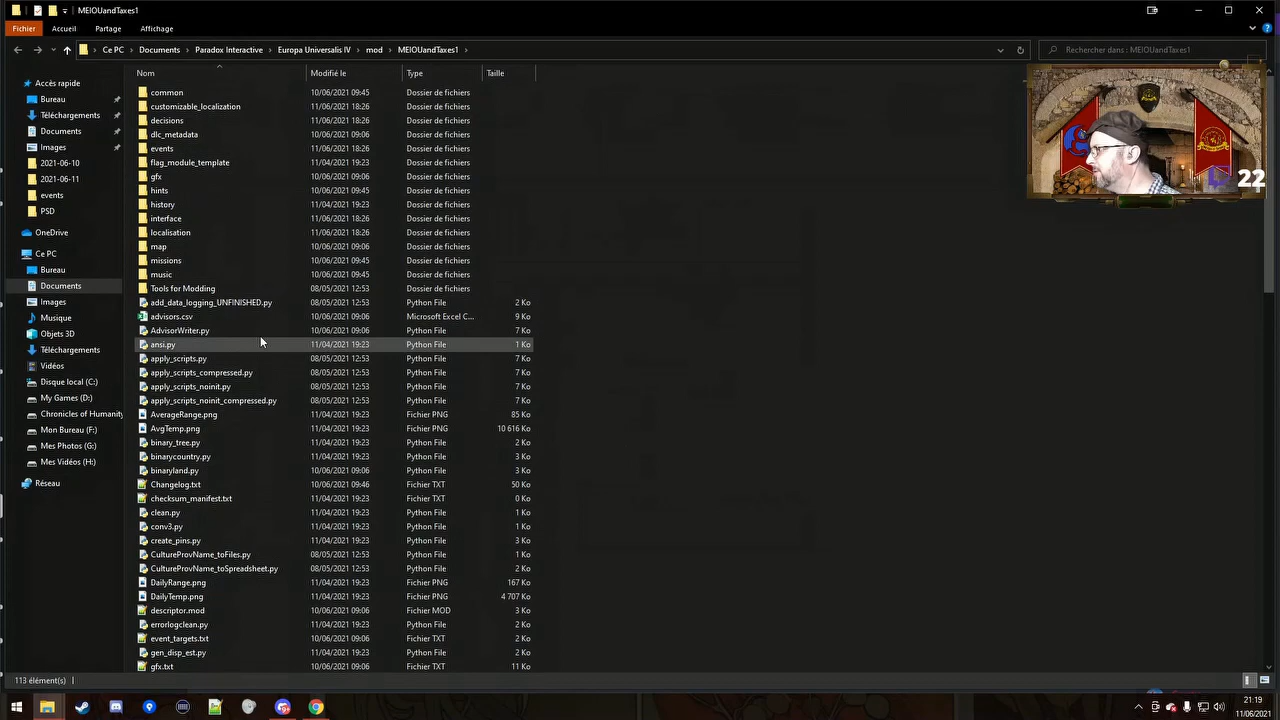 MEIOUandTaxes1
Fichier Accueil Partage Affichage
Ce PC Documents Paradox Interactive Europa Universalis IV mod MEIOUandTaxes1
Rechercher dans : MEIOUandTaxes1
Accès rapide
Bureau
Téléchargements
Documents
Images
2021-06-10
2021-06-11
events
PSD
OneDrive
Ce PC
Bureau
Documents
Images
Musique
Objets 3D
Téléchargements
Vidéos
Disque local (C:)
My Games (D:)
Chronicles of Humanity
Mon Bureau (F:)
Mes Photos (G:)
Mes Vidéos (H:)
Réseau
Nom Modifié le Type Taille
common 10/06/2021 09:45 Dossier de fichiers
customizable_localization 11/06/2021 18:26 Dossier de fichiers
decisions 11/06/2021 18:26 Dossier de fichiers
dlc_metadata 10/06/2021 09:06 Dossier de fichiers
events 11/06/2021 18:26 Dossier de fichiers
flag_module_template 11/04/2021 19:23 Dossier de fichiers
gfx 10/06/2021 09:06 Dossier de fichiers
hints 10/06/2021 09:45 Dossier de fichiers
history 11/04/2021 19:23 Dossier de fichiers
interface 11/06/2021 18:26 Dossier de fichiers
localisation 11/06/2021 18:26 Dossier de fichiers
map 10/06/2021 09:06 Dossier de fichiers
missions 10/06/2021 09:45 Dossier de fichiers
music 10/06/2021 09:45 Dossier de fichiers
Tools for Modding 08/05/2021 12:53 Dossier de fichiers
add_data_logging_UNFINISHED.py 08/05/2021 12:53 Python File 2 Ko
advisors.csv 10/06/2021 09:06 Microsoft Excel C... 9 Ko
AdvisorWriter.py 10/06/2021 09:06 Python File 7 Ko
ansi.py 11/04/2021 19:23 Python File 1 Ko
apply_scripts.py 08/05/2021 12:53 Python File 7 Ko
apply_scripts_compressed.py 08/05/2021 12:53 Python File 7 Ko
apply_scripts_noinit.py 08/05/2021 12:53 Python File 7 Ko
apply_scripts_noinit_compressed.py 08/05/2021 12:53 Python File 7 Ko
AverageRange.png 11/04/2021 19:23 Fichier PNG 85 Ko
AvgTemp.png 11/04/2021 19:23 Fichier PNG 10 616 Ko
binary_tree.py 11/04/2021 19:23 Python File 2 Ko
binarycountry.py 11/04/2021 19:23 Python File 3 Ko
binaryland.py 10/06/2021 09:06 Python File 3 Ko
Changelog.txt 10/06/2021 09:46 Fichier TXT 50 Ko
checksum_manifest.txt 11/04/2021 19:23 Fichier TXT 0 Ko
clean.py 11/04/2021 19:23 Python File 1 Ko
conv3.py 11/04/2021 19:23 Python File 1 Ko
create_pins.py 11/04/2021 19:23 Python File 3 Ko
CultureProvName_toFiles.py 08/05/2021 12:53 Python File 1 Ko
CultureProvName_toSpreadsheet.py 08/05/2021 12:53 Python File 3 Ko
DailyRange.png 11/04/2021 19:23 Fichier PNG 167 Ko
DailyTemp.png 11/04/2021 19:23 Fichier PNG 4 707 Ko
descriptor.mod 10/06/2021 09:06 Fichier MOD 3 Ko
errorlogclean.py 11/04/2021 19:23 Python File 2 Ko
event_targets.txt 10/06/2021 09:06 Fichier TXT 2 Ko
gen_disp_est.py 11/04/2021 19:23 Python File 2 Ko
gfx.txt 10/06/2021 09:06 Fichier TXT 11 Ko
22
113 élément(s)
21:19
11/06/2021